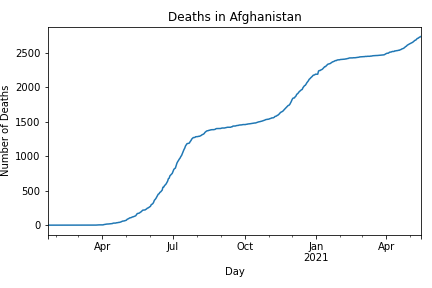 Deaths in Afghanistan
Number of Deaths
2500
2000
1500
1000
500
0
Apr
Jul
Oct
Jan
2021
Apr
Day